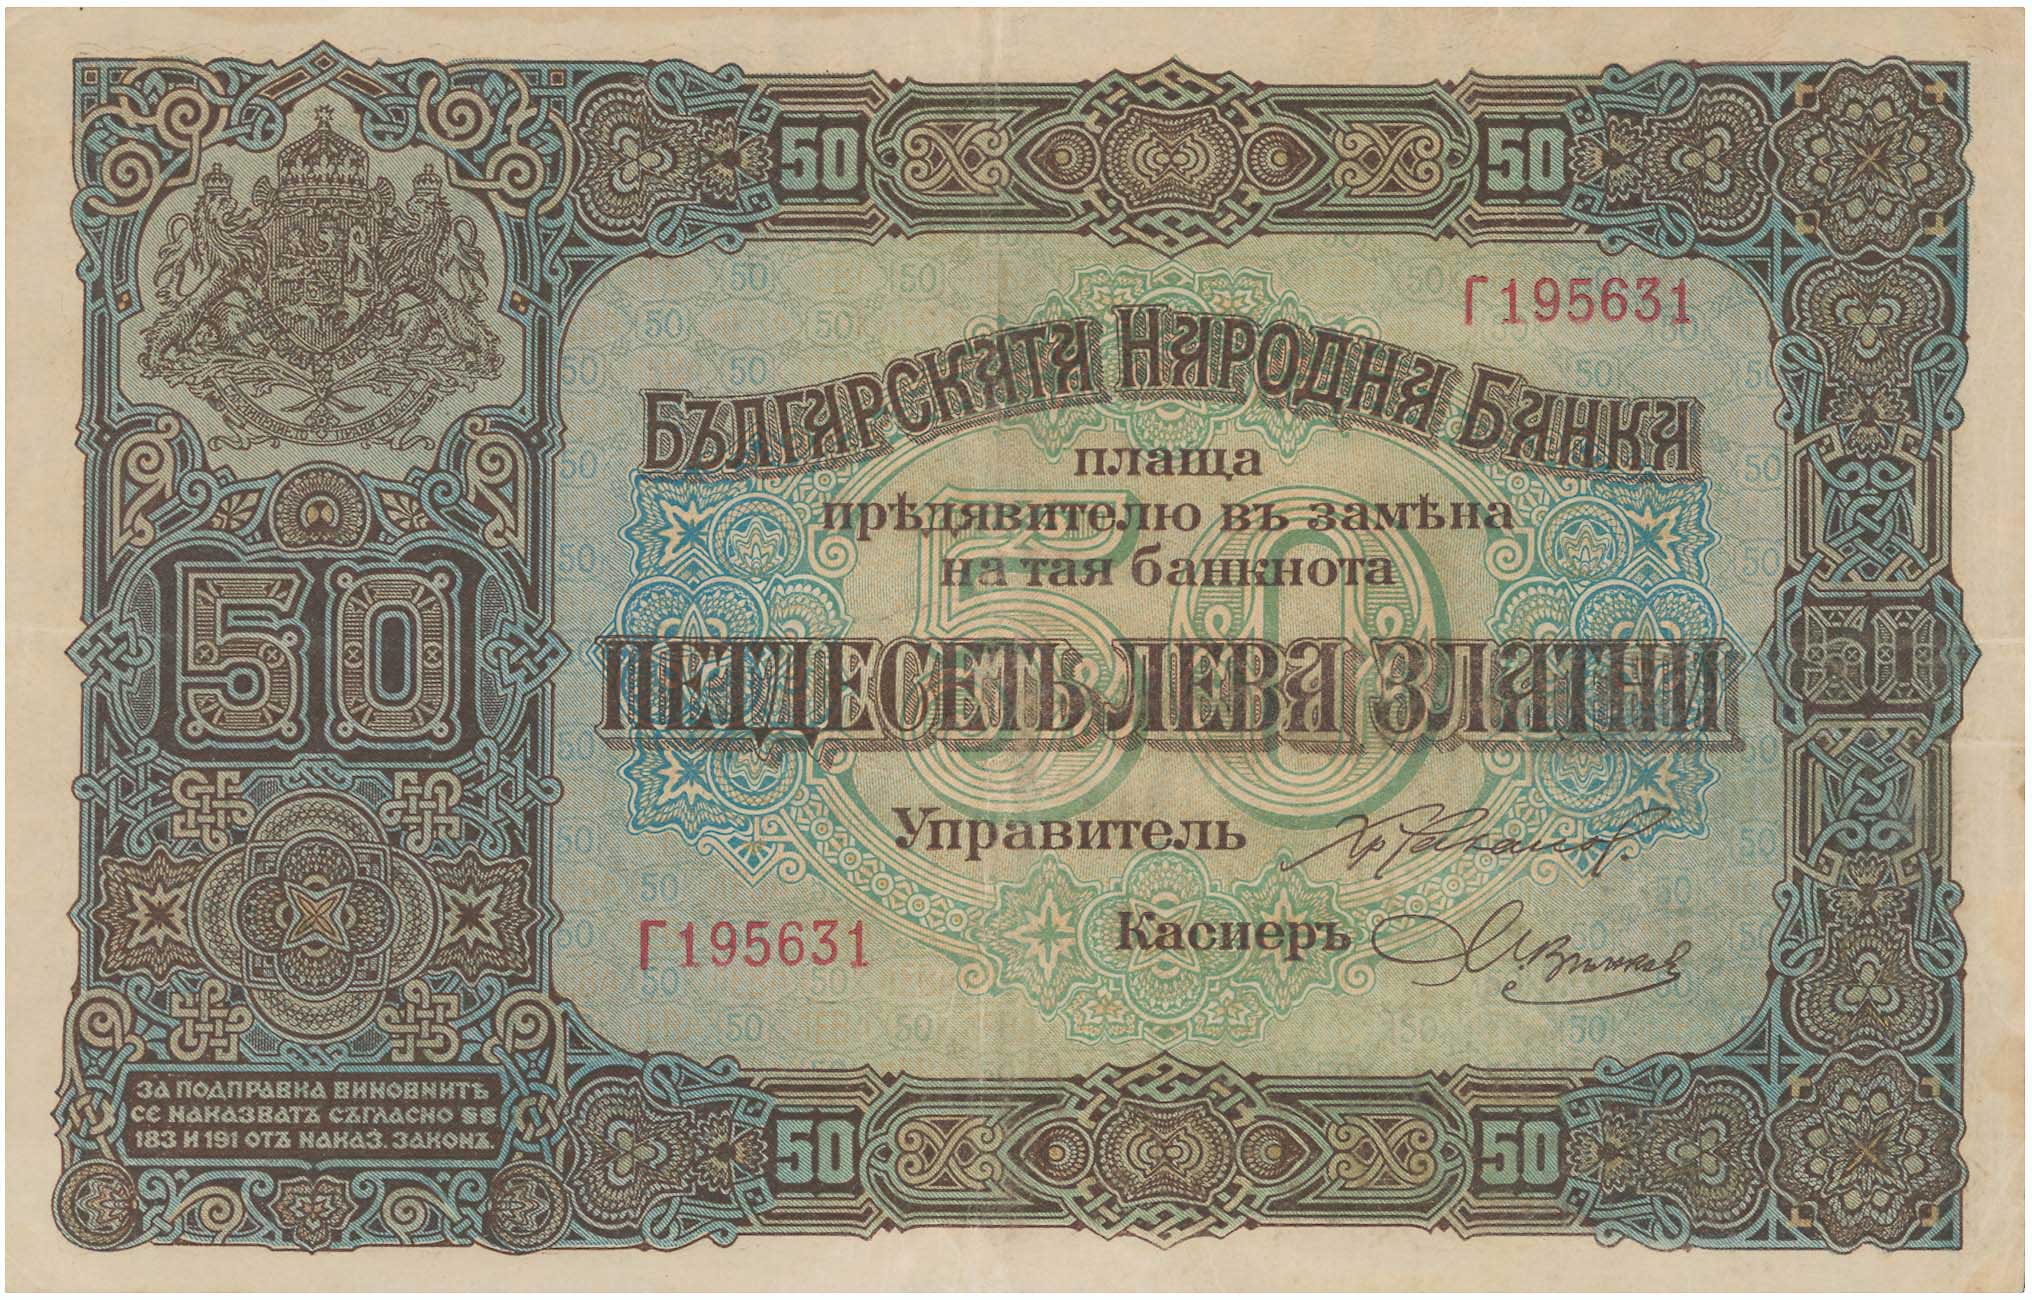 50
50
Г195631
Българската Народна Банка
плаща
прѣдявителю въ замѣна
на тая банкнота
50
50
50
ПЕТДЕСЕТЬ ЛЕВА ЗЛАТНИ
Управитель
Касиеръ
Г195631
ЗА ПОДПРАВКА ВИНОВНИТѢ
СЕ НАКАЗВАТЪ СЪГЛАСНО §§
183 И 191 ОТЪ НАКАЗ. ЗАКОНЪ
50
50